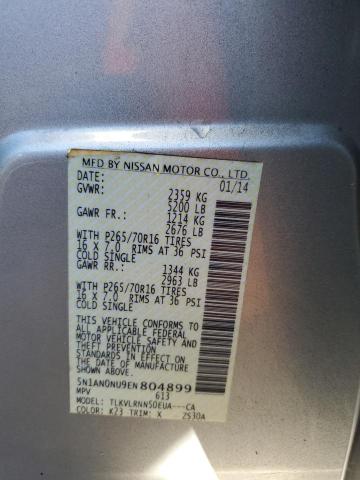 MFD BY NISSAN MOTOR CO., LTD.
DATE: 01/14
GVWR: 2359 KG
5200 LB
GAWR FR.: 1214 KG
2676 LB
WITH P265/70R16 TIRES
16 X 7.0 RIMS AT 36 PSI
COLD SINGLE
GAWR RR.: 1344 KG
2963 LB
WITH P265/70R16 TIRES
16 X 7.0 RIMS AT 36 PSI
COLD SINGLE
THIS VEHICLE CONFORMS TO
ALL APPLICABLE FEDERAL
MOTOR VEHICLE SAFETY AND BUMPER
STANDARDS IN EFFECT ON
THE DATE OF MANUFACTURE
SHOWN ABOVE
5N1AN0NU9EN 804899
MPV 613
MODEL: TLKVLRNN50EUA---CA
COLOR: K23 TRIM: X 2S30A